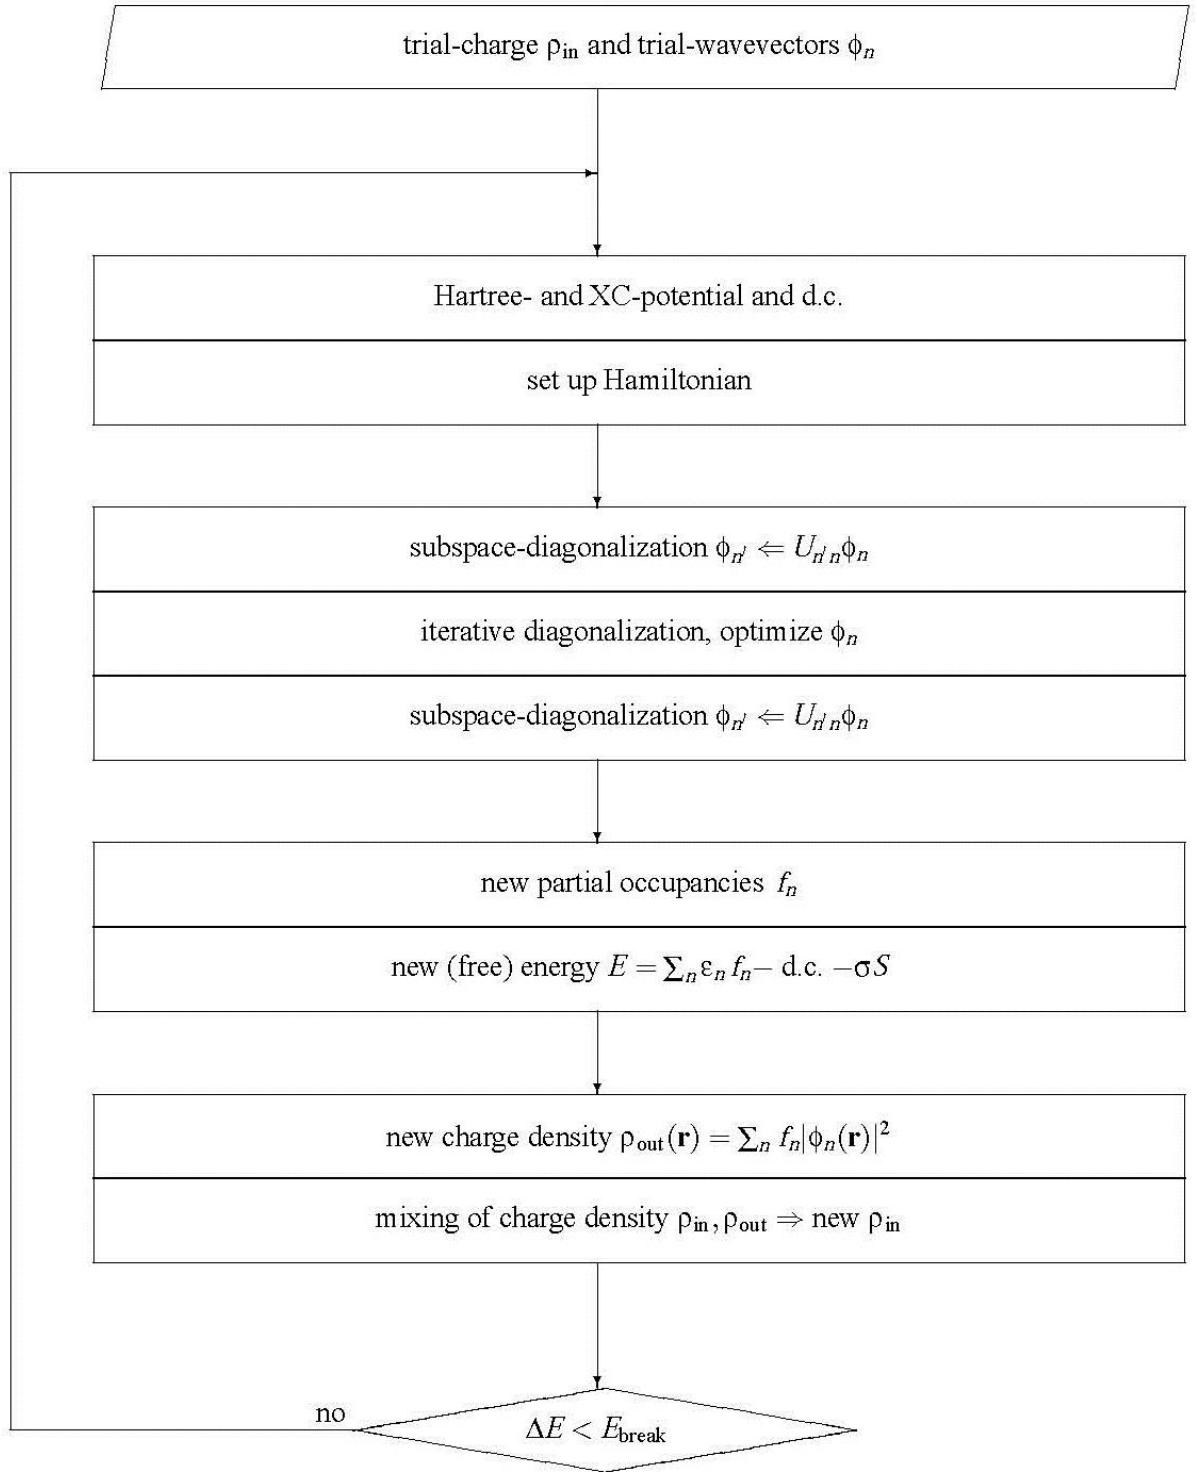 trial-charge ρin and trial-wavevectors ϕn
Hartree- and XC-potential and d.c.
set up Hamiltonian
subspace-diagonalization ϕn′ ⇐ Un′nϕn
iterative diagonalization, optimize ϕn
subspace-diagonalization ϕn′ ⇐ Un′nϕn
new partial occupancies fn
new (free) energy E = ∑n εn fn− d.c. −σS
new charge density ρout(r) = ∑n fn|ϕn(r)|²
mixing of charge density ρin, ρout ⇒ new ρin
no
ΔE < Ebreak